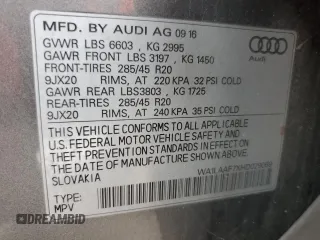 MFD. BY AUDI AG 09 16
GVWR LBS 6603 , KG 2995
GAWR FRONT LBS 3197 , KG 1450
FRONT-TIRES 285/45 R20
9JX20 RIMS, AT 220 KPA 32 PSI COLD
GAWR REAR LBS3803 , KG 1725
REAR-TIRES 285/45 R20
9JX20 RIMS, AT 240 KPA 35 PSI COLD
Audi
THIS VEHICLE CONFORMS TO ALL APPLICABLE
U.S. FEDERAL MOTOR VEHICLE SAFETY
THEFT PREVENTION STANDARDS IN EFFECT ON
THE DATE OF MANUFACTURE SHOWN ABOVE
SLOVAKIA
TYPE:
MPV
DREAMBID